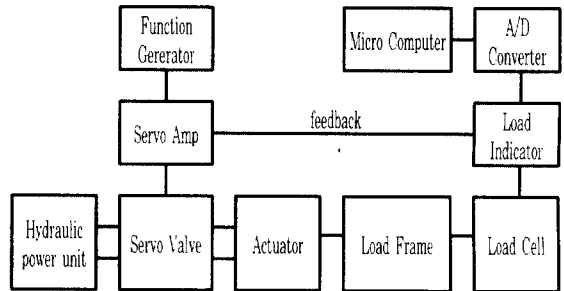 Function
Gererator
Micro Computer
A/D
Converter
Servo Amp
feedback
Load
Indicator
Hydraulic
power unit
Servo Valve
Actuator
Load Frame
Load Cell